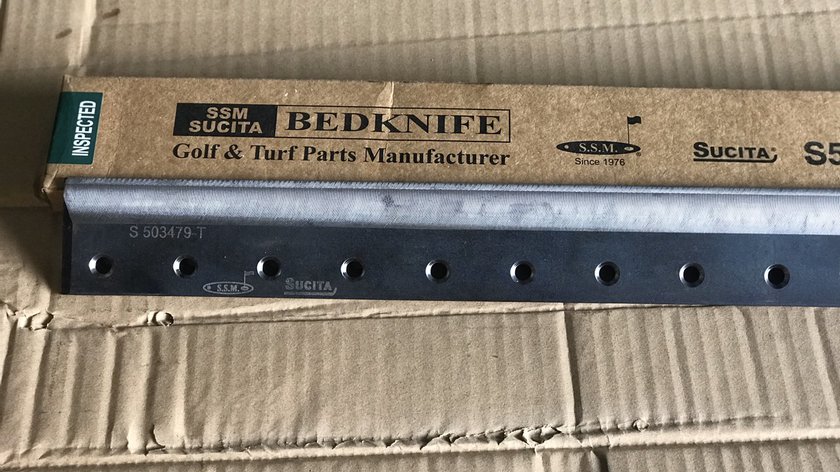 INSPECTED
SSM
SUCITA
BEDKNIFE
Golf & Turf Parts Manufacturer
S.S.M.
Since 1976
SUCITA
S5
S 503479-T
S.S.M.
SUCITA